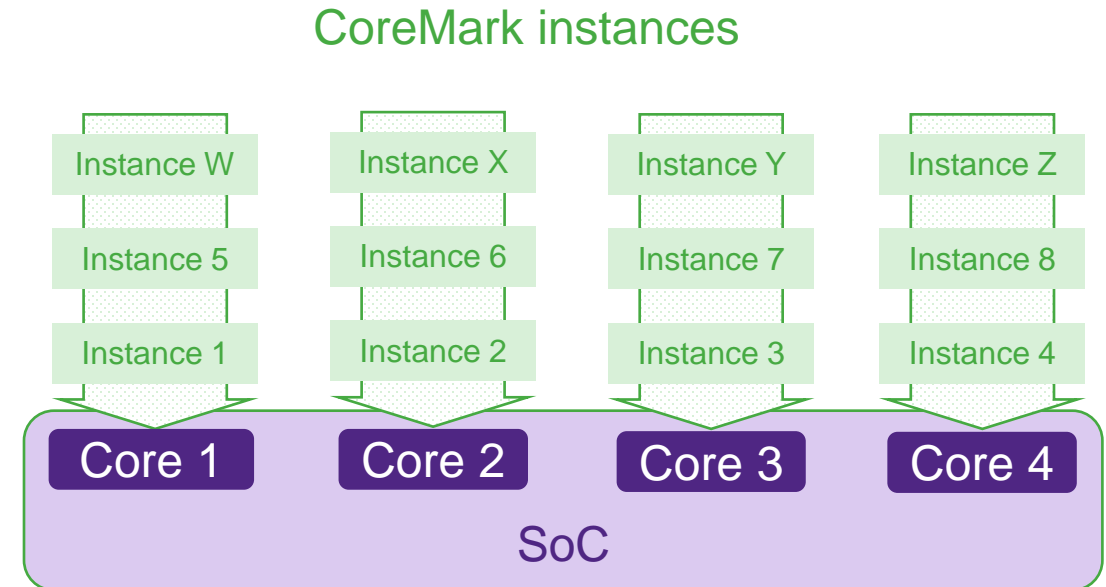 CoreMark instances
Instance W
Instance X
Instance Y
Instance Z
Instance 5
Instance 6
Instance 7
Instance 8
Instance 1
Instance 2
Instance 3
Instance 4
Core 1
Core 2
Core 3
Core 4
SoC